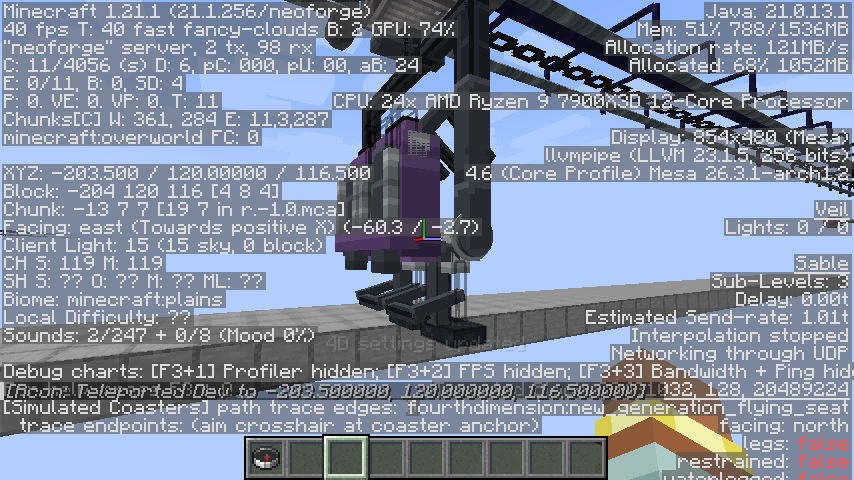 Minecraft 1.21.1 (21.1.256/neoforge)
40 fps T: 40 fast fancy-clouds B: 2 GPU: 74%
"neoforge" server, 2 tx, 98 rx
C: 11/4056 (s) D: 6, pC: 000, pU: 00, aB: 24
E: 0/11, B: 0, SD: 4
P: 0. VE: 0. VP: 0. T: 11
Chunks[C] W: 361, 284 E: 11,3,287
minecraft:overworld FC: 0
XYZ: -203.500 / 120.00000 / 116.500
Block: -204 120 116 [4 8 4]
Chunk: -13 7 7 [19 7 in r.-1.0.mca]
Facing: east (Towards positive X) (-60.3 / -2.7)
Client Light: 15 (15 sky, 0 block)
CH S: 119 M: 119
SH S: ?? O: ?? M: ?? ML: ??
Biome: minecraft:plains
Local Difficulty: ??
Sounds: 2/247 + 0/8 (Mood 0%)
Debug charts: [F3+1] Profiler hidden; [F3+2] FPS hidden; [F3+3] Bandwidth + Ping hidd
[Acon: Teleported Dev to -203.500000, 120.000000, 116.500000]
[Simulated Coasters] path trace edges: fourthdimension:new_generation_flying_seat
trace endpoints: (aim crosshair at coaster anchor)
4D settings updated
Java: 21.0.13.1
Mem: 51% 788/1536MB
Allocation rate: 121MB/s
Allocated: 68% 1052MB
CPU: 24x AMD Ryzen 9 7900X3D 12-Core Processor
Display: 854x480 (Mesa)
llvmpipe (LLVM 23.1.5, 256 bits)
4.6 (Core Profile) Mesa 26.3.1-arch1.2
Veil
Lights: 0 / 0
Sable
Sub-Levels: 3
Delay: 0.00t
Estimated Send-rate: 1.01t
Interpolation stopped
Networking through UDP
132, 128, 20489224
facing: north
legs: false
restrained: false
waterlogged: false